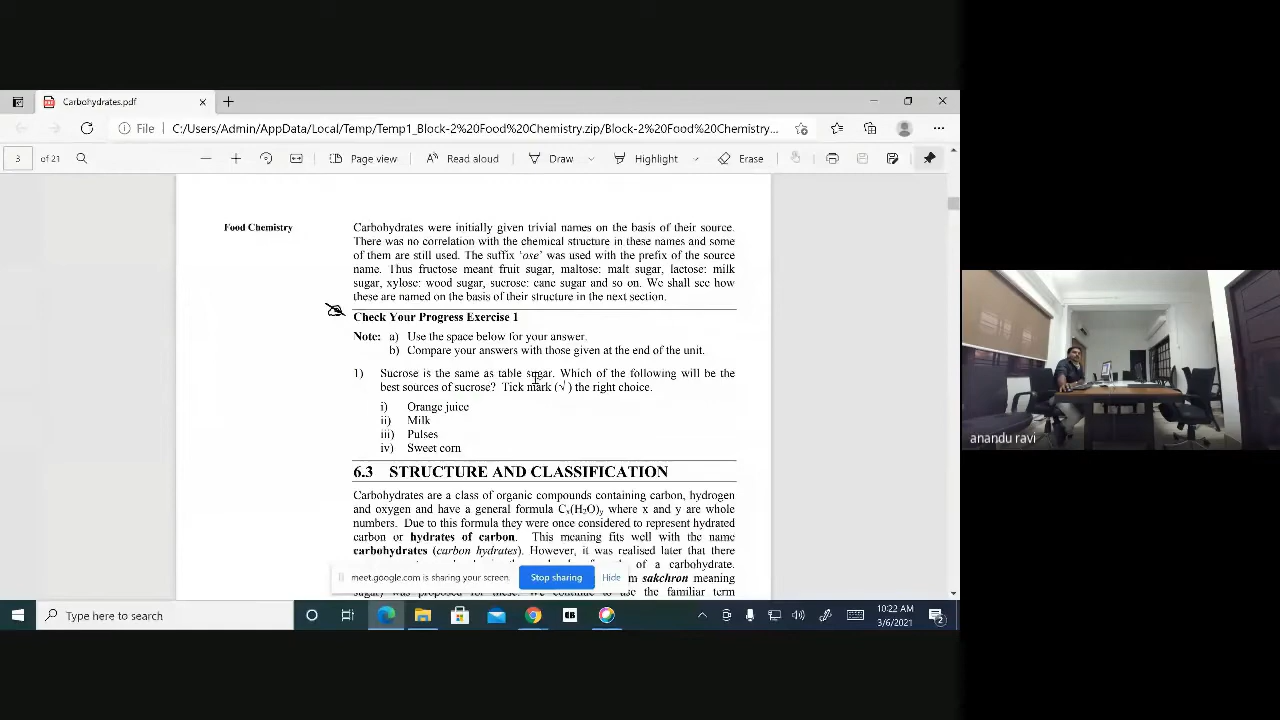 Carbohydrates.pdf
File
C:/Users/Admin/AppData/Local/Temp/Temp1_Block-2%20Food%20Chemistry.zip/Block-2%20Food%20Chemistry...
3 of 21
Page view
Read aloud
Draw
Highlight
Erase
Food Chemistry
Carbohydrates were initially given trivial names on the basis of their source.
There was no correlation with the chemical structure in these names and some
of them are still used. The suffix ‘ose’ was used with the prefix of the source
name. Thus fructose meant fruit sugar, maltose: malt sugar, lactose: milk
sugar, xylose: wood sugar, sucrose: cane sugar and so on. We shall see how
these are named on the basis of their structure in the next section.
Check Your Progress Exercise 1
Note: a) Use the space below for your answer.
b) Compare your answers with those given at the end of the unit.
1) Sucrose is the same as table sugar. Which of the following will be the
best sources of sucrose? Tick mark (√ ) the right choice.
i) Orange juice
ii) Milk
iii) Pulses
iv) Sweet corn
6.3 STRUCTURE AND CLASSIFICATION
Carbohydrates are a class of organic compounds containing carbon, hydrogen
and oxygen and have a general formula Cx(H2O)y where x and y are whole
numbers. Due to this formula they were once considered to represent hydrated
carbon or hydrates of carbon. This meaning fits well with the name
carbohydrates (carbon hydrates). However, it was realised later that there
of a carbohydrate.
meet.google.com is sharing your screen.
Stop sharing
Hide
sakchron meaning
sugar) was proposed for these. We continue to use the familiar term
anandu ravi
Type here to search
10:22 AM
3/6/2021
2